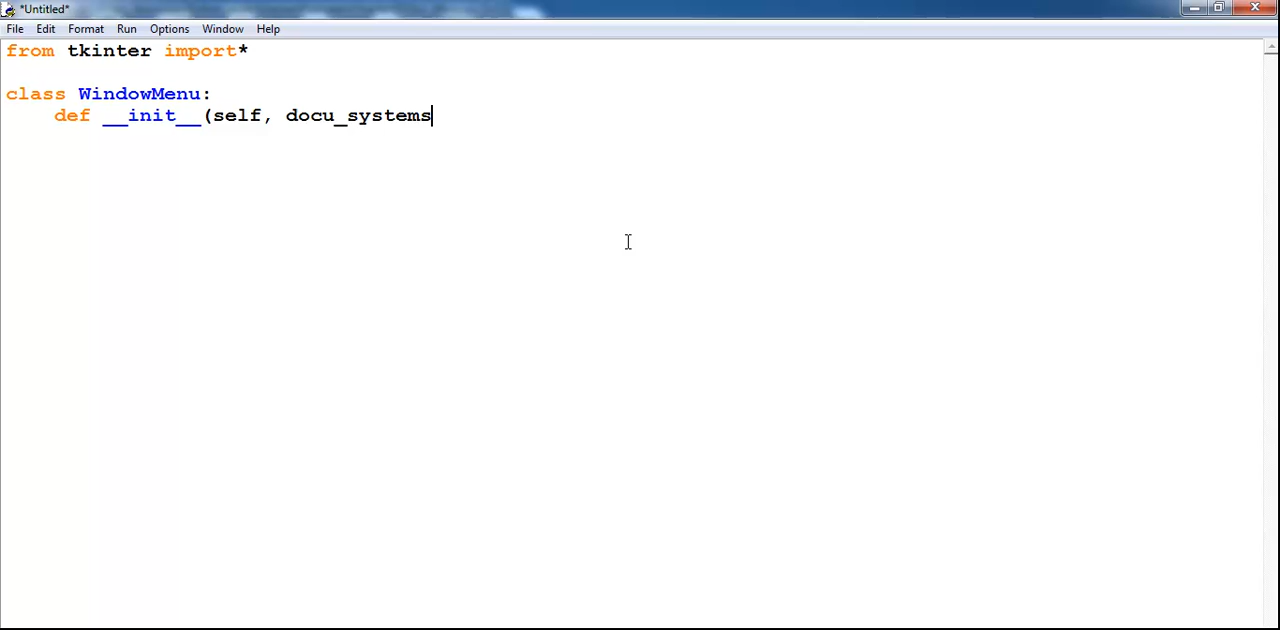 *Untitled*
File Edit Format Run Options Window Help
from tkinter import*
class WindowMenu:
    def __init__(self, docu_systems